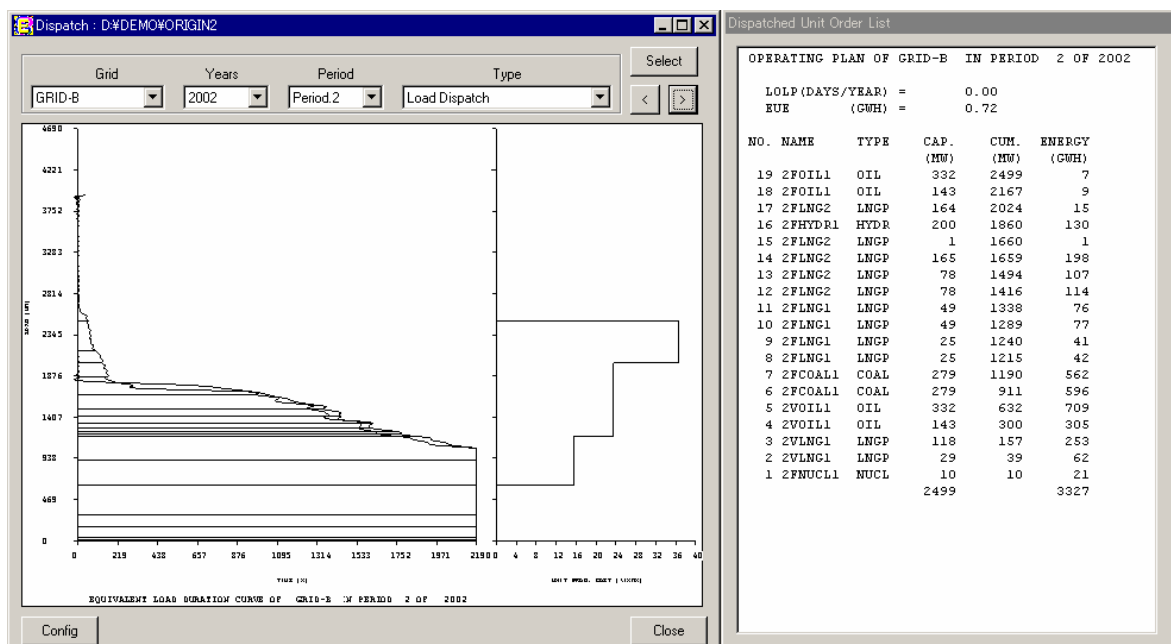 Dispatch : D:¥DEMO¥ORIGIN2
Grid
Years
Period
Type
Select
GRID-B
2002
Period.2
Load Dispatch
<
>
4690
4221
3752
3283
2814
2345
1876
1407
938
469
0
0 219 438 657 876 1095 1314 1533 1752 1971 2190
0 4 8 12 16 20 24 28 32 36 40
EQUIVALENT LOAD DURATION CURVE OF GRID-B IN PERIOD 2 OF 2002
Config
Close
Dispatched Unit Order List
OPERATING PLAN OF GRID-B IN PERIOD 2 OF 2002
LOLP(DAYS/YEAR) = 0.00
EUE (GWH) = 0.72
NO. NAME TYPE CAP. CUM. ENERGY
(MW) (MW) (GWH)
19 2FOIL1 OIL 332 2499 7
18 2FOIL1 OIL 143 2167 9
17 2FLNG2 LNGP 164 2024 15
16 2FHYDR1 HYDR 200 1860 130
15 2FLNG2 LNGP 1 1660 1
14 2FLNG2 LNGP 165 1659 198
13 2FLNG2 LNGP 78 1494 107
12 2FLNG2 LNGP 78 1416 114
11 2FLNG1 LNGP 49 1338 76
10 2FLNG1 LNGP 49 1289 77
9 2FLNG1 LNGP 25 1240 41
8 2FLNG1 LNGP 25 1215 42
7 2FCOAL1 COAL 279 1190 562
6 2FCOAL1 COAL 279 911 596
5 2VOIL1 OIL 332 632 709
4 2VOIL1 OIL 143 300 305
3 2VLNG1 LNGP 118 157 253
2 2VLNG1 LNGP 29 39 62
1 2FNUCL1 NUCL 10 10 21
2499 3327